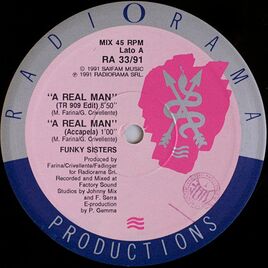 RADIORAMA
MIX 45 RPM
Lato A
RA 33/91
℗ 1991 SAIFAM MUSIC
© 1991 RADIORAMA SRL.
"A REAL MAN"
(TR 909 Edit) 8'50"
(M. Farina/G. Crivellente)
"A REAL MAN"
(Accapela) 1'00"
(M. Farina/G. Crivellente)
FUNKY SISTERS
Produced by
Farina/Crivellente/Fadinger
for Radiorama Srl.
Recorded and Mixed at
Factory Sound
Studios by Johnny Mix
and F. Serra
E-production
by P. Gemma
PRODUCTIONS